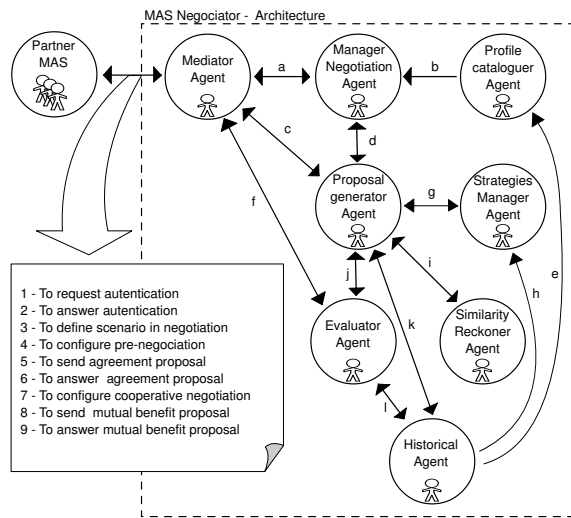 MAS Negociator - Architecture
Partner
MAS
Mediator
Agent
a
Manager
Negotiation
Agent
b
Profile
cataloguer
Agent
c
d
Proposal
generator
Agent
g
Strategies
Manager
Agent
f
e
h
i
j
k
Evaluator
Agent
Similarity
Reckoner
Agent
l
Historical
Agent
1 - To request autentication
2 - To answer autentication
3 - To define scenario in negotiation
4 - To configure pre-negociation
5 - To send agreement proposal
6 - To answer agreement proposal
7 - To configure cooperative negotiation
8 - To send mutual benefit proposal
9 - To answer mutual benefit proposal